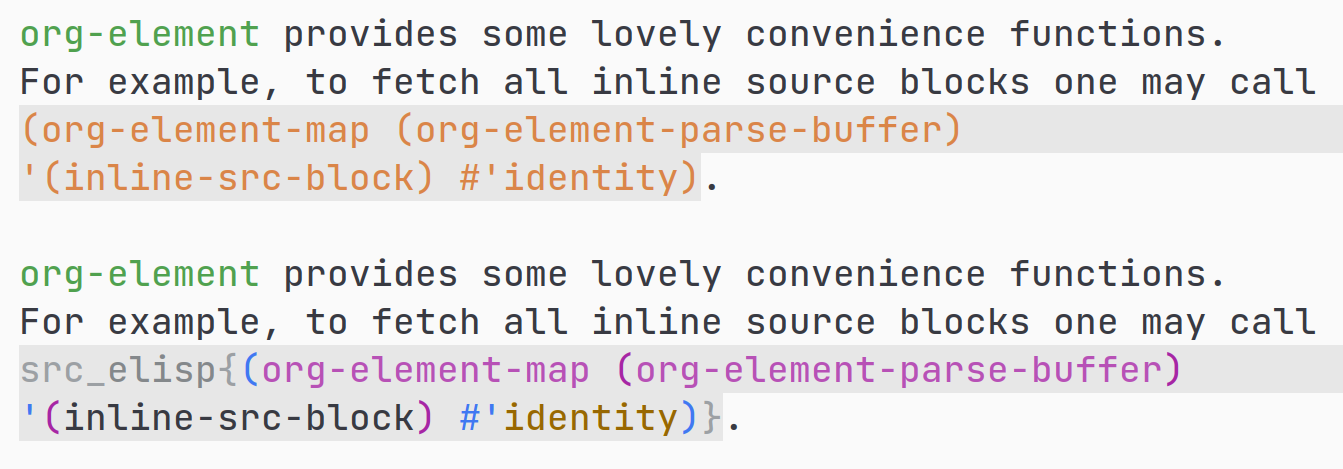 org-element provides some lovely convenience functions.
For example, to fetch all inline source blocks one may call
(org-element-map (org-element-parse-buffer)
'(inline-src-block) #'identity).
org-element provides some lovely convenience functions.
For example, to fetch all inline source blocks one may call
src_elisp{(org-element-map (org-element-parse-buffer)
'(inline-src-block) #'identity)}.